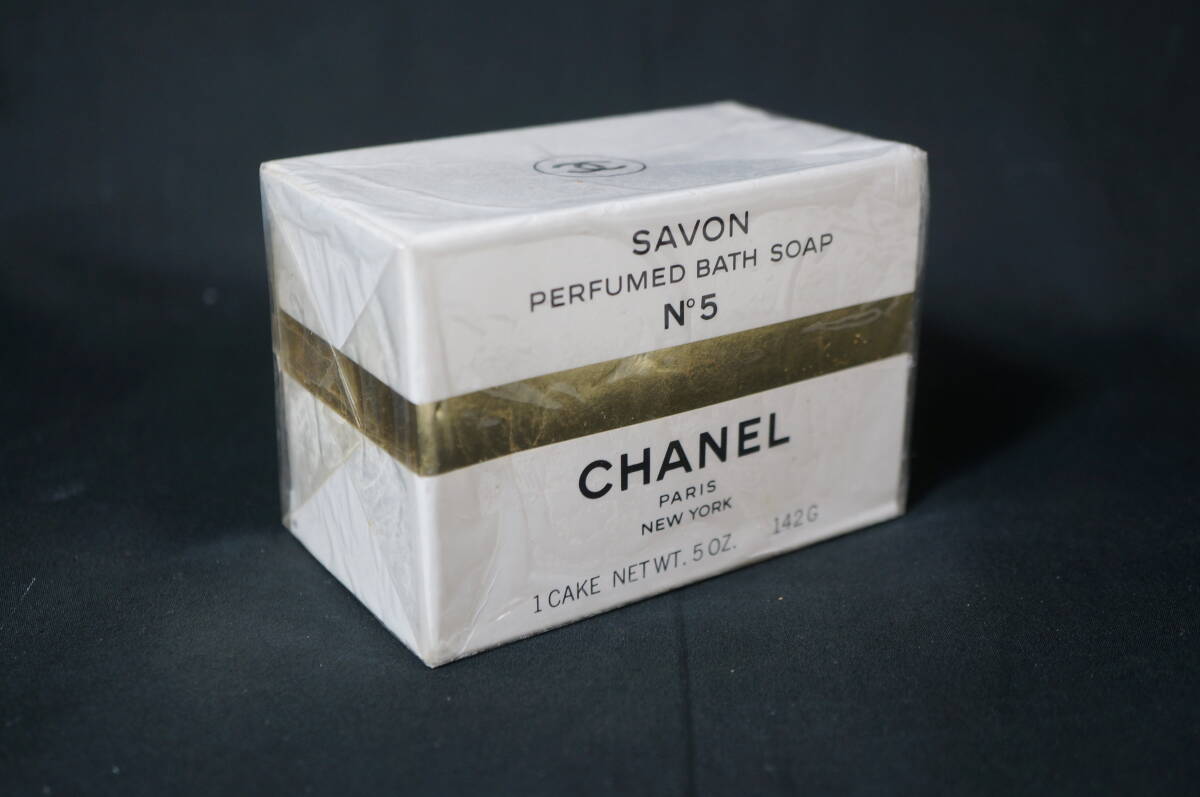 SAVON
PERFUMED BATH SOAP
N°5
CHANEL
PARIS
NEW YORK
1 CAKE NET WT. 5 OZ. 142 G